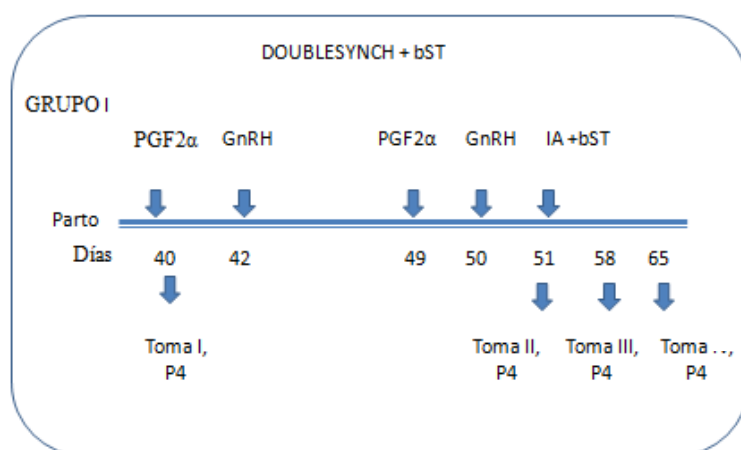 DOUBLESYNCH + bST
GRUPO I
PGF2α GnRH PGF2α GnRH IA +bST
Parto
Días 40 42 49 50 51 58 65
Toma I, Toma II, Toma III, Toma . .,
P4 P4 P4 P4